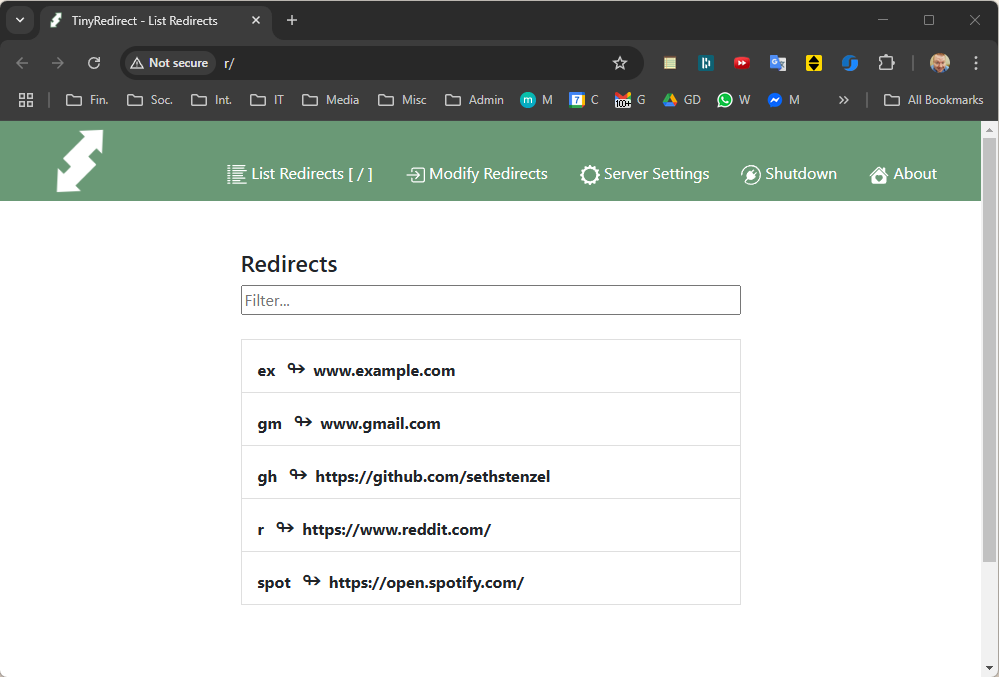 TinyRedirect - List Redirects
Not secure r/
Fin. Soc. Int. IT Media Misc Admin m M 7 C 100+ G GD W M » All Bookmarks
List Redirects [ / ] Modify Redirects Server Settings Shutdown About
Redirects
Filter...
ex ↬ www.example.com
gm ↬ www.gmail.com
gh ↬ https://github.com/sethstenzel
r ↬ https://www.reddit.com/
spot ↬ https://open.spotify.com/